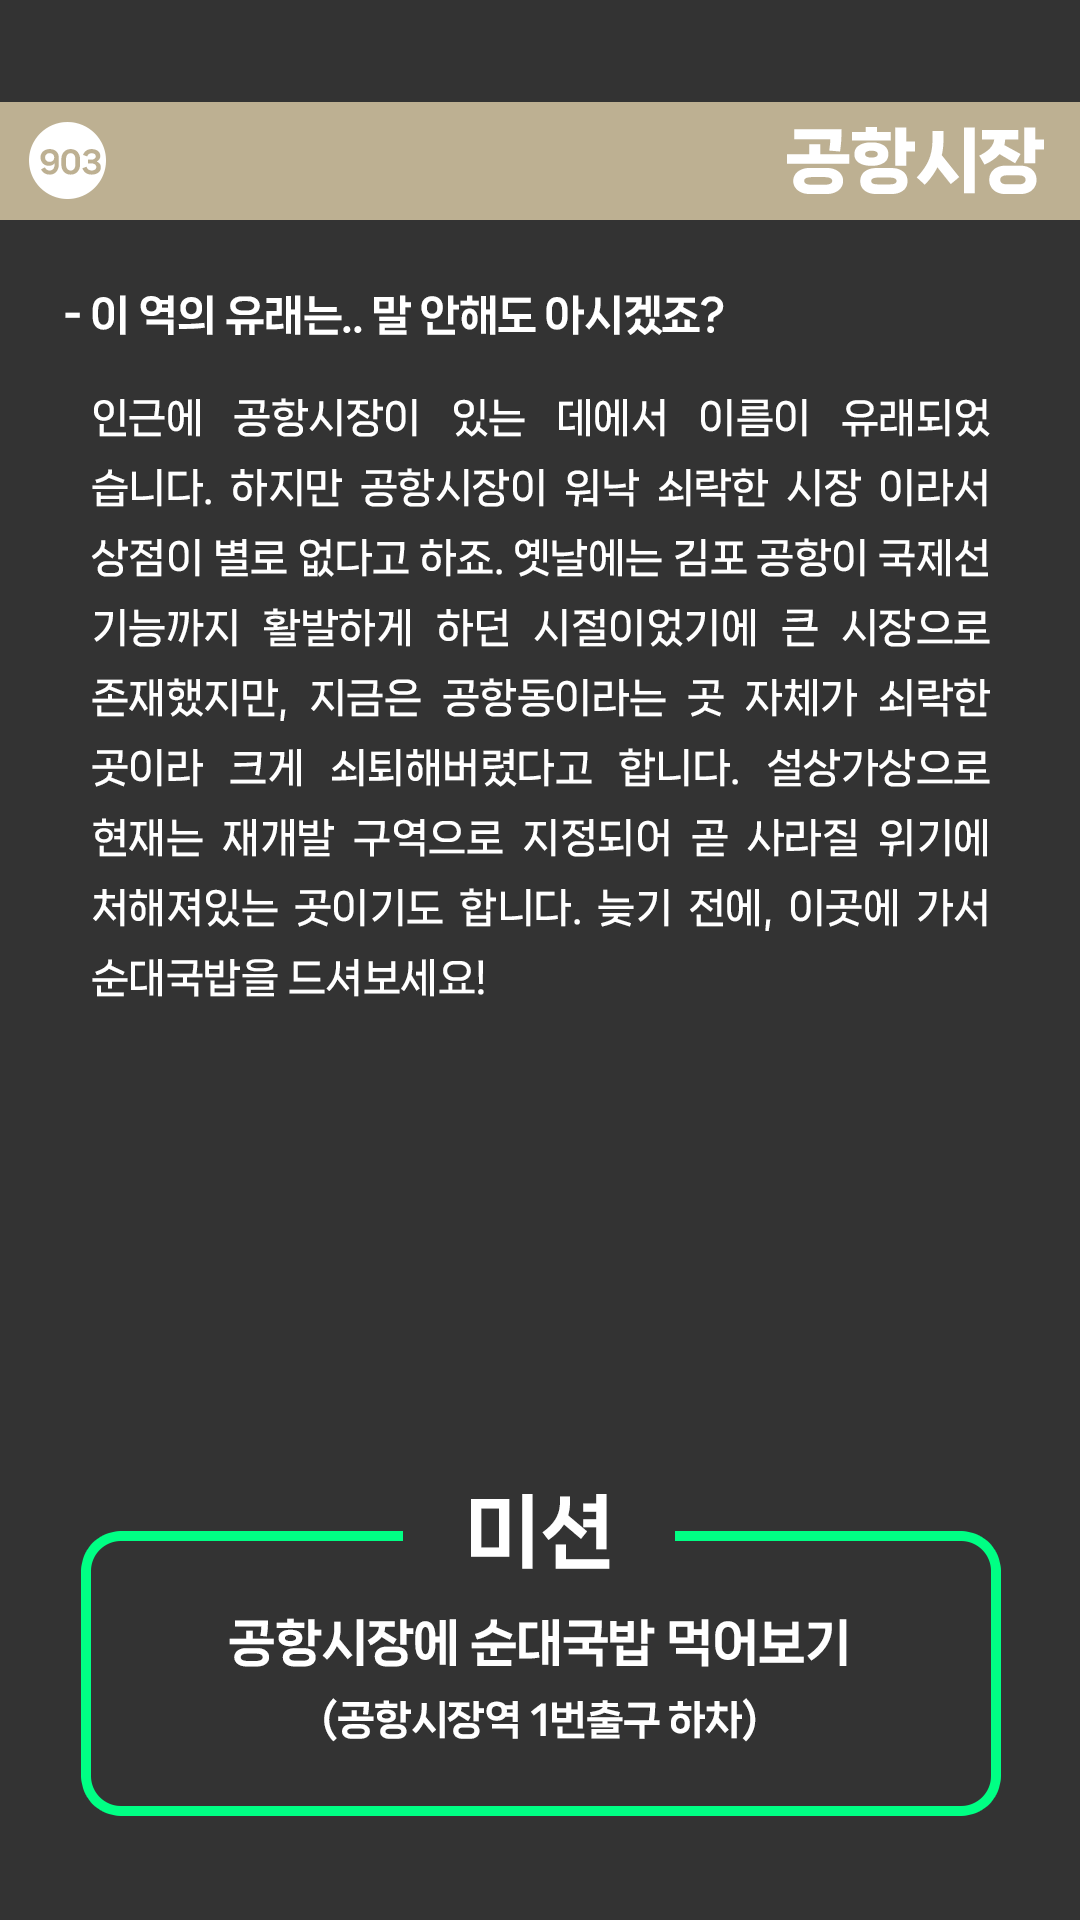 903
공항시장
- 이 역의 유래는.. 말 안해도 아시겠죠?
인근에 공항시장이 있는 데에서 이름이 유래되었
습니다. 하지만 공항시장이 워낙 쇠락한 시장 이라서
상점이 별로 없다고 하죠. 옛날에는 김포 공항이 국제선
기능까지 활발하게 하던 시절이었기에 큰 시장으로
존재했지만, 지금은 공항동이라는 곳 자체가 쇠락한
곳이라 크게 쇠퇴해버렸다고 합니다. 설상가상으로
현재는 재개발 구역으로 지정되어 곧 사라질 위기에
처해져있는 곳이기도 합니다. 늦기 전에, 이곳에 가서
순대국밥을 드셔보세요!
미션
공항시장에 순대국밥 먹어보기
(공항시장역 1번출구 하차)